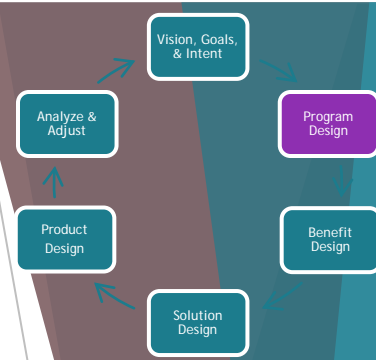 Vision, Goals,
& Intent
Program
Design
Benefit
Design
Solution
Design
Product
Design
Analyze &
Adjust